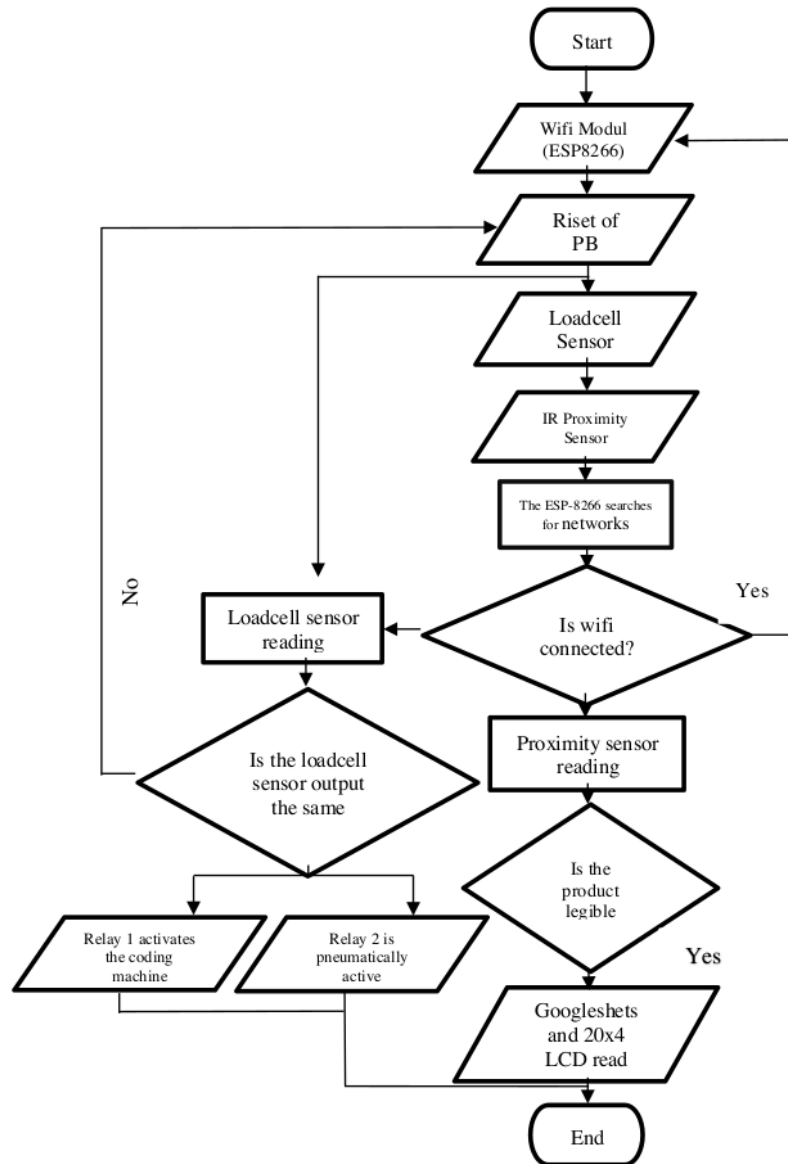 Start
Wifi Modul
(ESP8266)
Riset of
PB
Loadcell
Sensor
IR Proximity
Sensor
The ESP-8266 searches
for networks
No
Yes
Loadcell sensor
reading
Is wifi
connected?
Is the loadcell
sensor output
the same
Proximity sensor
reading
Is the
product
legible
Relay 1 activates
the coding
machine
Relay 2 is
pneumatically
active
Yes
Googleshets
and 20x4
LCD read
End